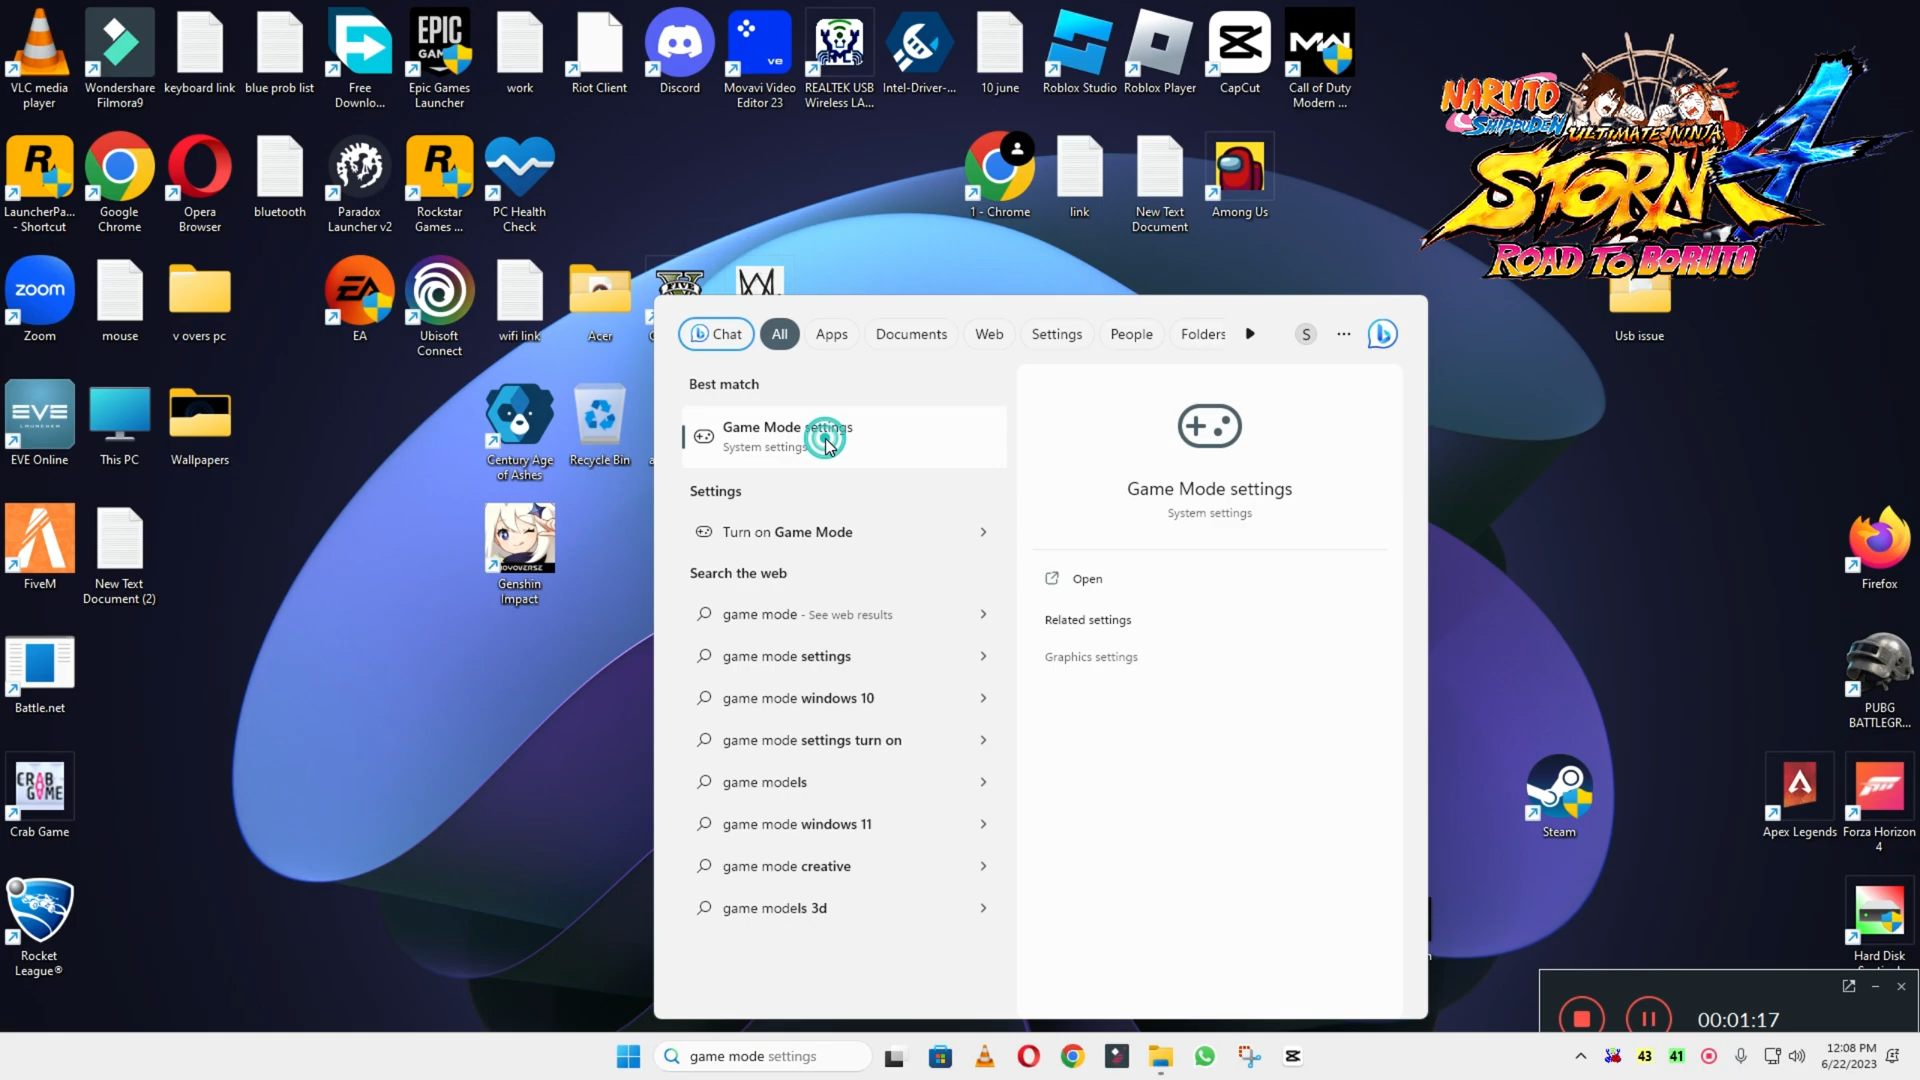 VLC media
player
Wondershare
Filmora9
keyboard link
blue prob list
Free
Downlo...
EPIC
GAM
Epic Games
Launcher
work
Riot Client
Discord
ve
Movavi Video
Editor 23
REALTEK USB
Wireless LA...
Intel-Driver-...
10 june
Roblox Studio
Roblox Player
CapCut
MW
Call of Duty
Modern ...
NARUTO
SHIPPUDEN
ULTIMATE NINJA
STORM 4
ROAD TO BORUTO
LauncherPa...
- Shortcut
Google
Chrome
Opera
Browser
bluetooth
Paradox
Launcher v2
Rockstar
Games ...
PC Health
Check
1 - Chrome
link
New Text
Document
Among Us
zoom
Zoom
mouse
v overs pc
EA
EA
Ubisoft
Connect
wifi link
Acer
FIVE
Usb issue
Chat
All
Apps
Documents
Web
Settings
People
Folders
S
EVE
EVE Online
This PC
Wallpapers
Century Age
of Ashes
Recycle Bin
FiveM
New Text
Document (2)
Genshin
Impact
Battle.net
CRAB
GAME
Crab Game
Rocket
League®
Best match
Game Mode settings
System settings
Settings
Turn on Game Mode
Search the web
game mode - See web results
game mode settings
game mode windows 10
game mode settings turn on
game models
game mode windows 11
game mode creative
game models 3d
Game Mode settings
System settings
Open
Related settings
Graphics settings
Firefox
PUBG
BATTLEGR...
Steam
Apex Legends
Forza Horizon
4
Hard Disk
00:01:17
game mode settings
43
41
12:08 PM
6/22/2023